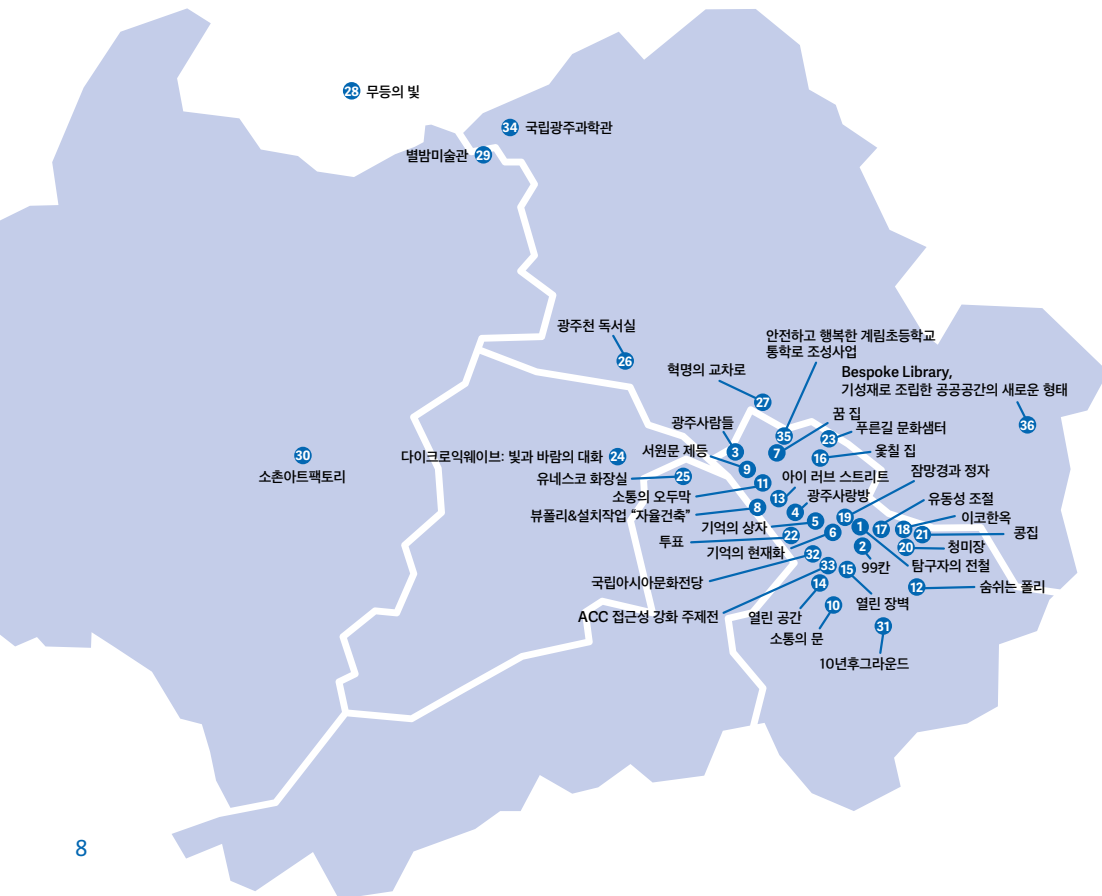 28 무등의 빛
34 국립광주과학관
별밤미술관 29
광주천 독서실
26
안전하고 행복한 계림초등학교
통학로 조성사업
혁명의 교차로
27
Bespoke Library,
기성재로 조립한 공공공간의 새로운 형태
36
꿈 집
7
광주사람들
3
35
23
푸른길 문화샘터
서원문 제등
9
16
옻칠 집
30
소촌아트팩토리
다이크로익웨이브: 빛과 바람의 대화 24
유네스코 화장실 25
소통의 오두막
11
아이 러브 스트리트
13
잠망경과 정자
19
뷰폴리&설치작업 “자율건축” 8
4
광주사랑방
유동성 조절
17
기억의 상자
5
이코한옥
18
투표 22
기억의 현재화
6
1
탐구자의 전철
21
콩집
20
청미장
2
99칸
국립아시아문화전당
32
12
숨쉬는 폴리
ACC 접근성 강화 주제전
33
열린 공간
14
15
열린 장벽
소통의 문
10
31
10년후그라운드
8